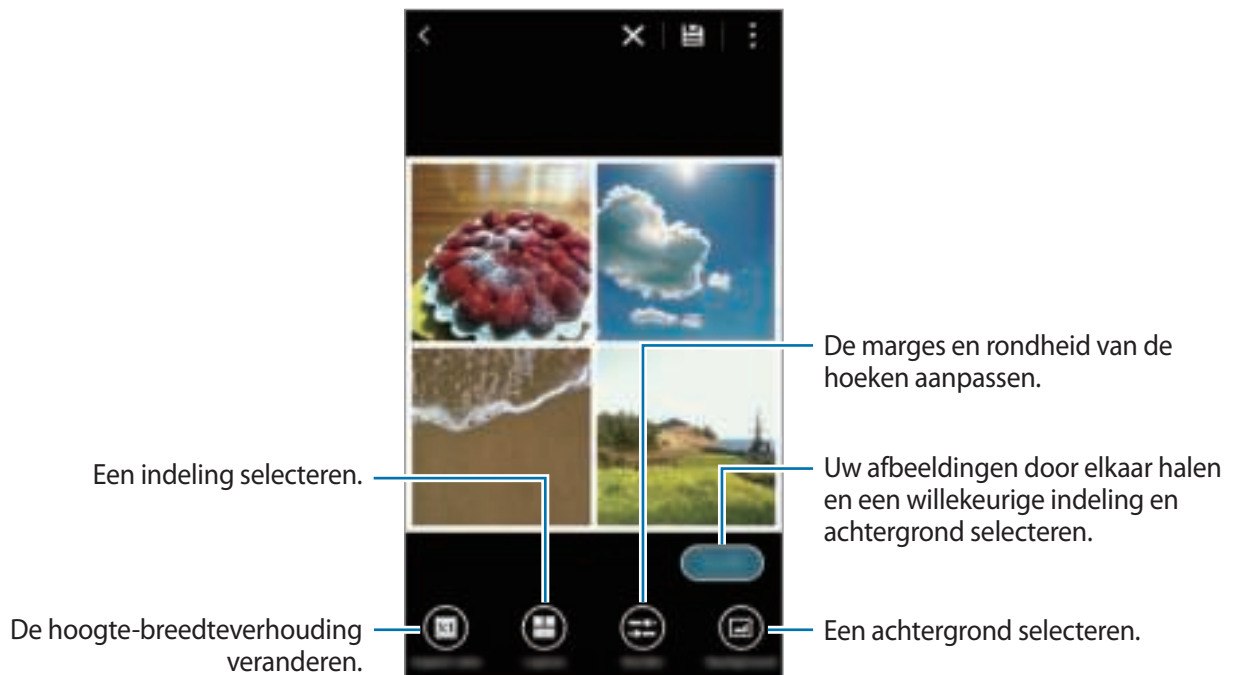 De marges en rondheid van de
hoeken aanpassen.
Een indeling selecteren.
Uw afbeeldingen door elkaar halen
en een willekeurige indeling en
achtergrond selecteren.
De hoogte-breedteverhouding
veranderen.
Een achtergrond selecteren.